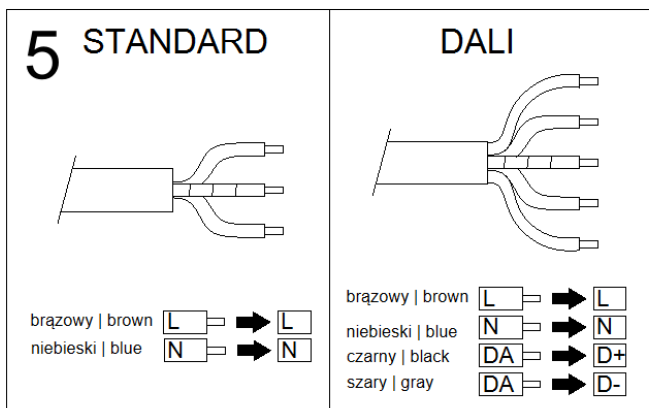 5 STANDARD
brązowy | brown L L
niebieski | blue N N
DALI
brązowy | brown L L
niebieski | blue N N
czarny | black DA D+
szary | gray DA D-